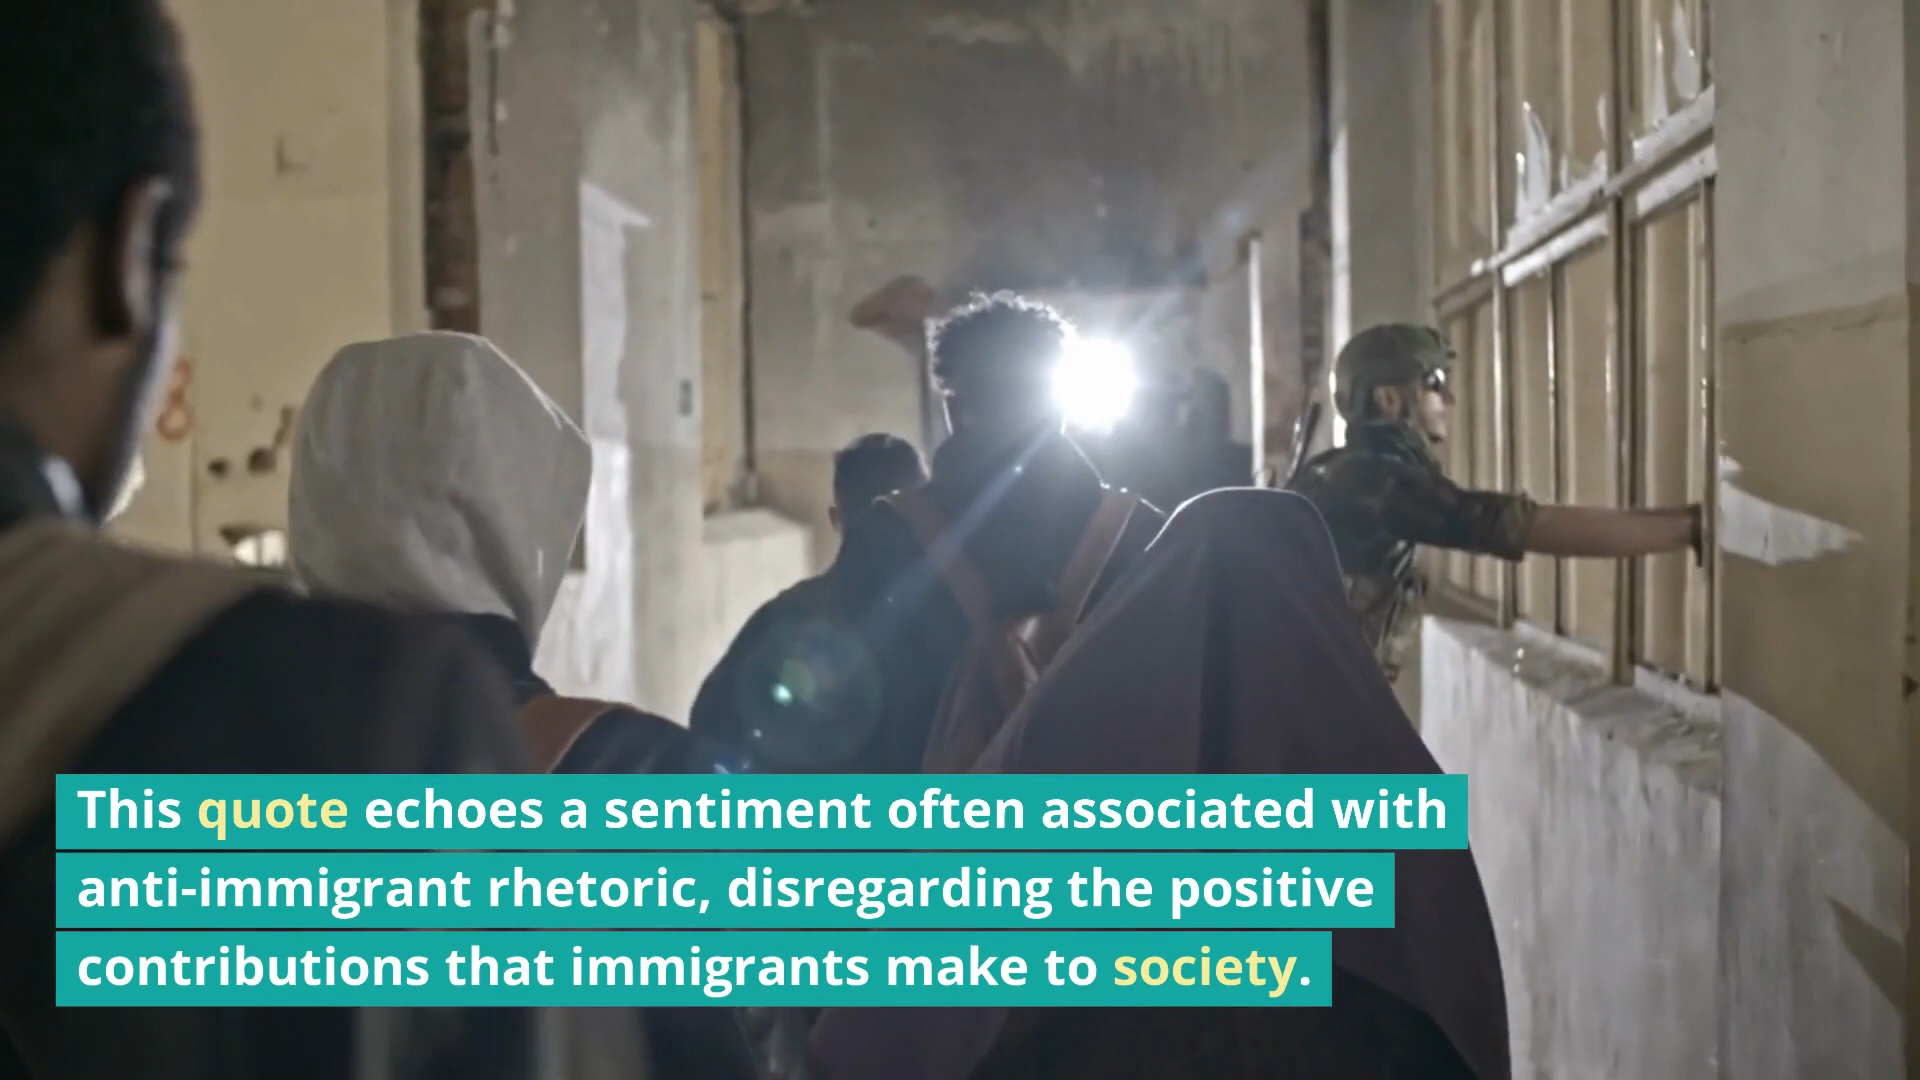 This quote echoes a sentiment often associated with
anti-immigrant rhetoric, disregarding the positive
contributions that immigrants make to society.